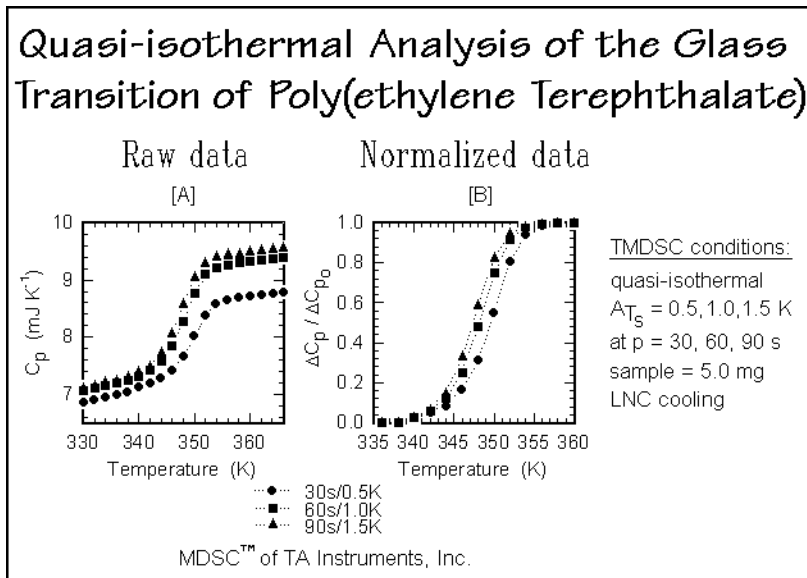 Quasi-isothermal Analysis of the Glass
Transition of Poly(ethylene Terephthalate)
Raw data
[A]
10
9
8
7
Cp (mJ K⁻¹)
330 340 350 360
Temperature (K)
Normalized data
[B]
1.0
0.8
0.6
0.4
0.2
0.0
ΔCp / ΔCpo
335 340 345 350 355 360
Temperature (K)
TMDSC conditions:
quasi-isothermal
ATs = 0.5, 1.0, 1.5 K
at p = 30, 60, 90 s
sample = 5.0 mg
LNC cooling
30s/0.5K
60s/1.0K
90s/1.5K
MDSC™ of TA Instruments, Inc.